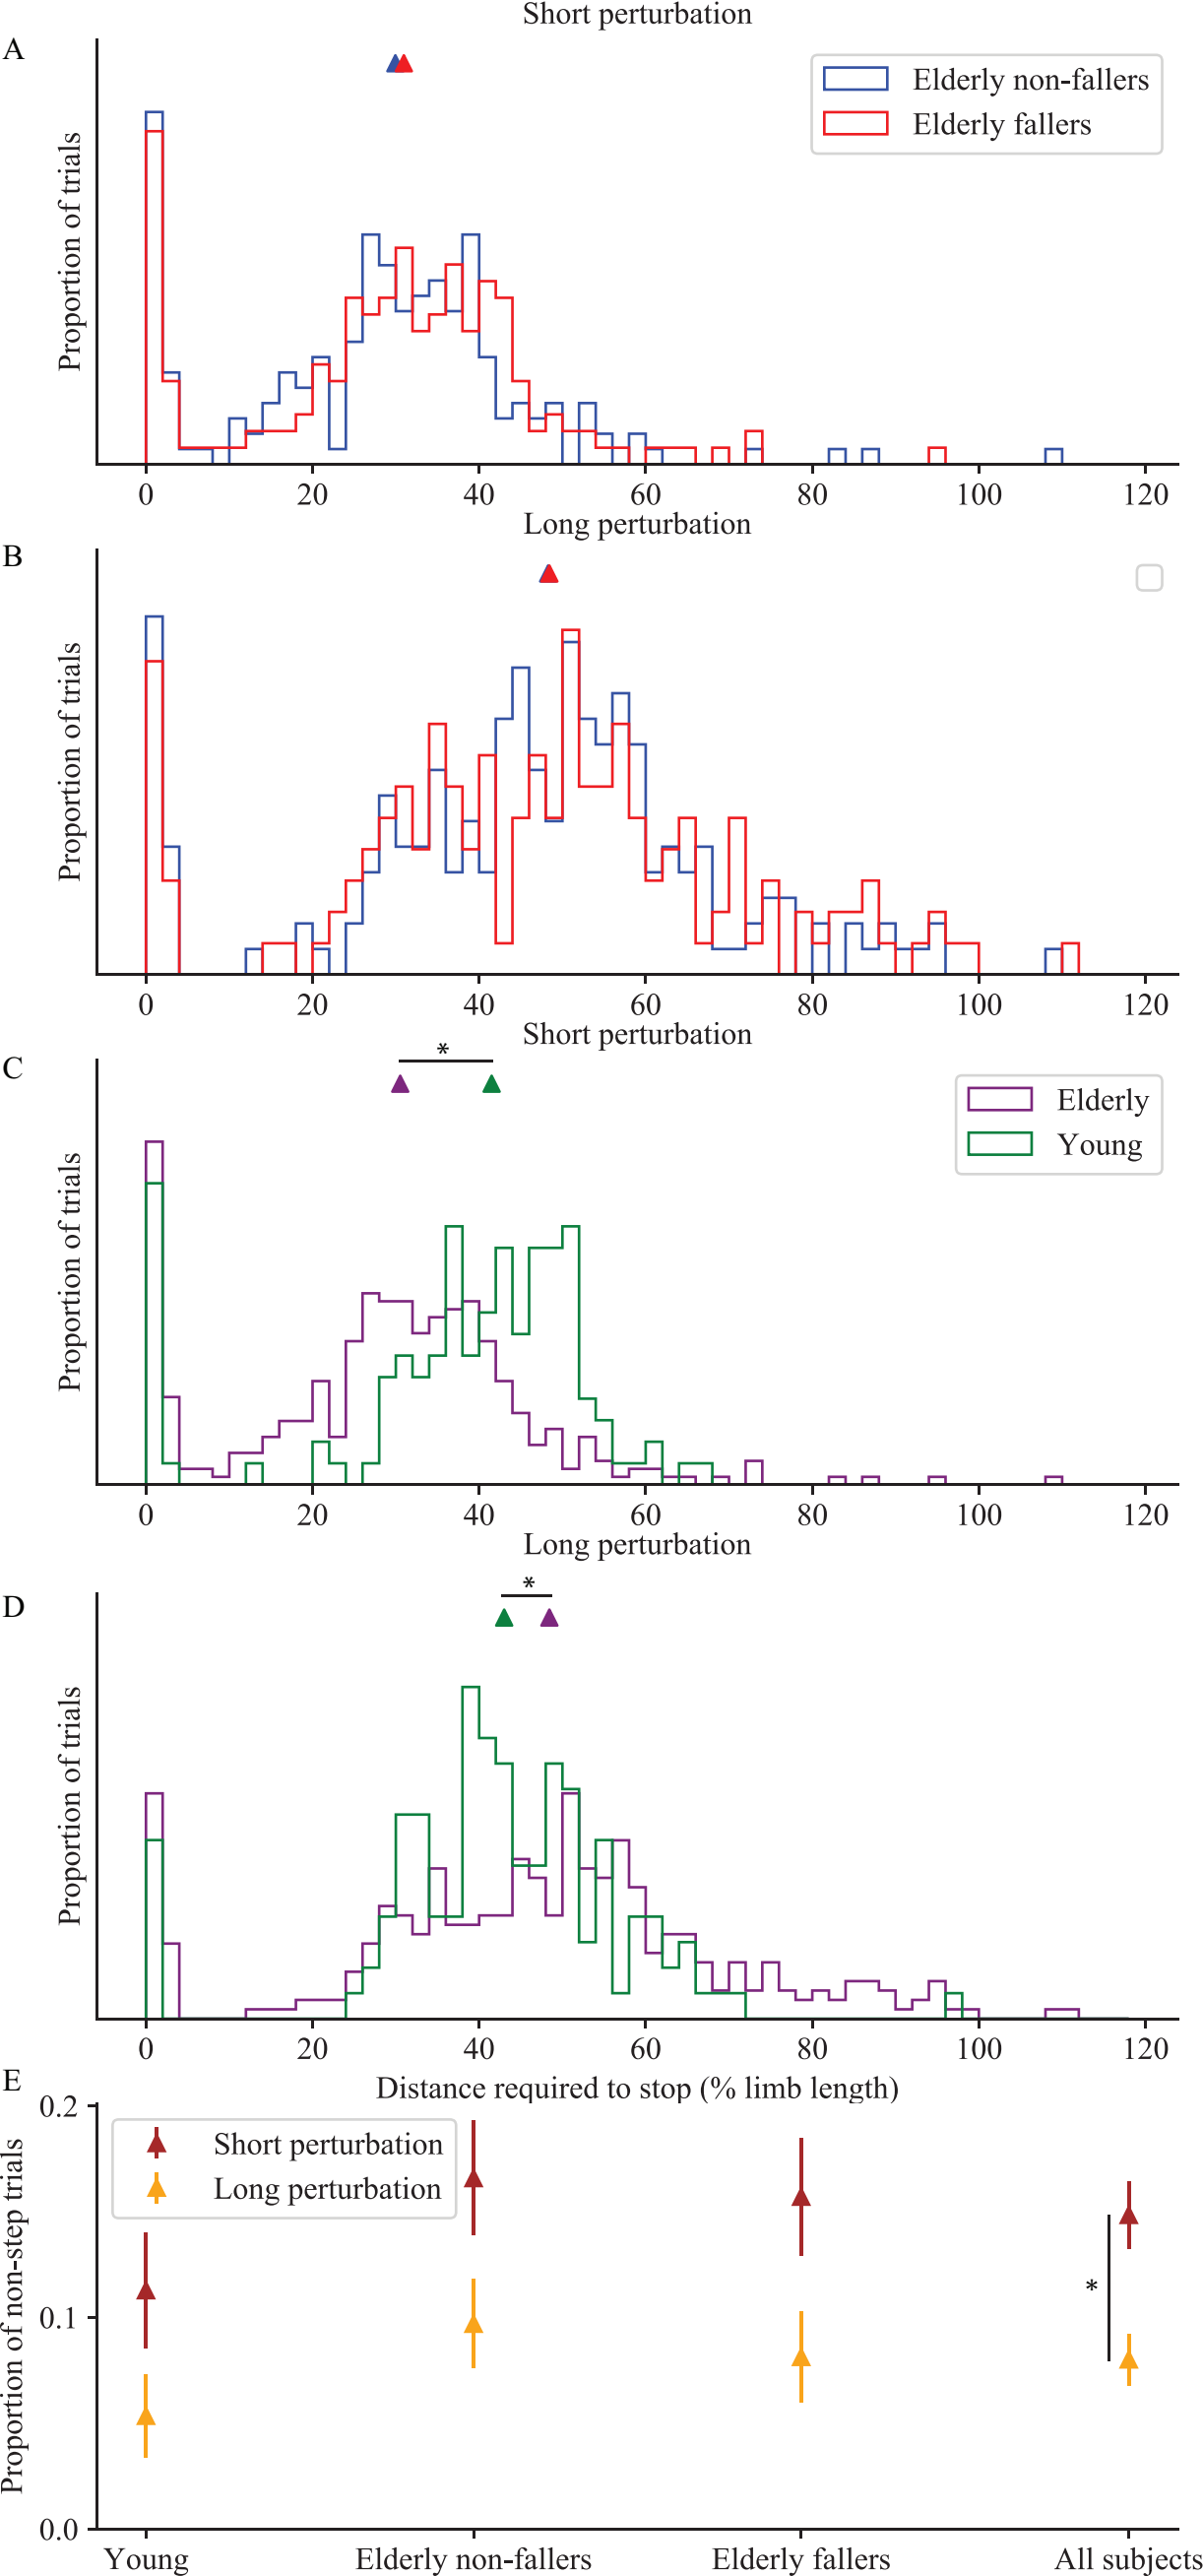 Short perturbation
A
Elderly non-fallers
Elderly fallers
Proportion of trials
0 20 40 60 80 100 120
Long perturbation
B
Proportion of trials
0 20 40 60 80 100 120
Short perturbation
C
*
Elderly
Young
Proportion of trials
0 20 40 60 80 100 120
Long perturbation
D
*
Proportion of trials
0 20 40 60 80 100 120
Distance required to stop (% limb length)
E
0.2
Short perturbation
Long perturbation
Proportion of non-step trials
*
0.1
0.0
Young Elderly non-fallers Elderly fallers All subjects